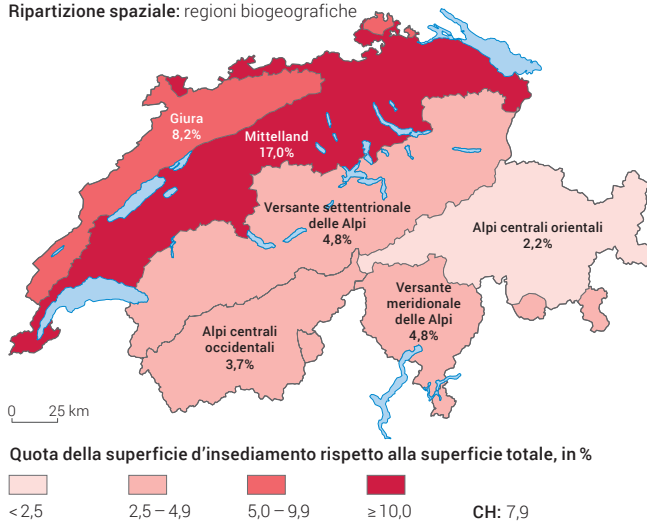 Ripartizione spaziale: regioni biogeografiche
Giura
8,2%
Mittelland
17,0%
Versante settentrionale
delle Alpi
4,8%
Alpi centrali orientali
2,2%
Versante
meridionale
delle Alpi
4,8%
Alpi centrali
occidentali
3,7%
0 25 km
Quota della superficie d’insediamento rispetto alla superficie totale, in %
< 2,5 2,5 – 4,9 5,0 – 9,9 ≥ 10,0 CH: 7,9